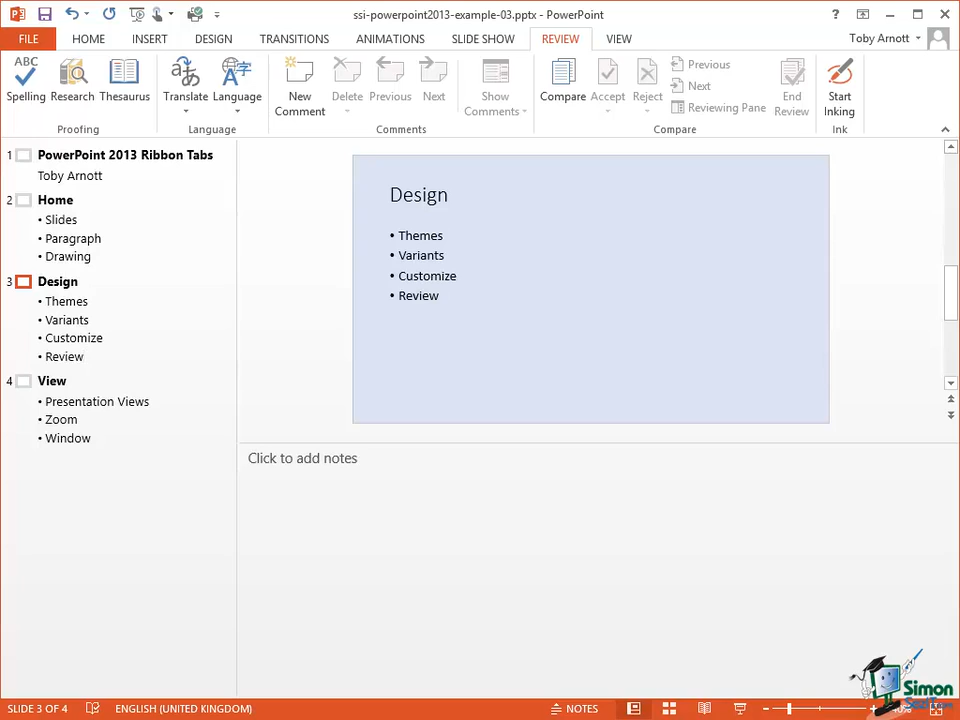 ssi-powerpoint2013-example-03.pptx - PowerPoint
FILE HOME INSERT DESIGN TRANSITIONS ANIMATIONS SLIDE SHOW REVIEW VIEW Toby Arnott
ABC
Spelling Research Thesaurus Translate Language New Comment Delete Previous Next Show Comments Compare Accept Reject Previous Next Reviewing Pane End Review Start Inking
Proofing Language Comments Compare Ink
1 PowerPoint 2013 Ribbon Tabs
Toby Arnott
2 Home
• Slides
• Paragraph
• Drawing
3 Design
• Themes
• Variants
• Customize
• Review
4 View
• Presentation Views
• Zoom
• Window
Design
• Themes
• Variants
• Customize
• Review
Click to add notes
SLIDE 3 OF 4 ENGLISH (UNITED KINGDOM) NOTES
Simon